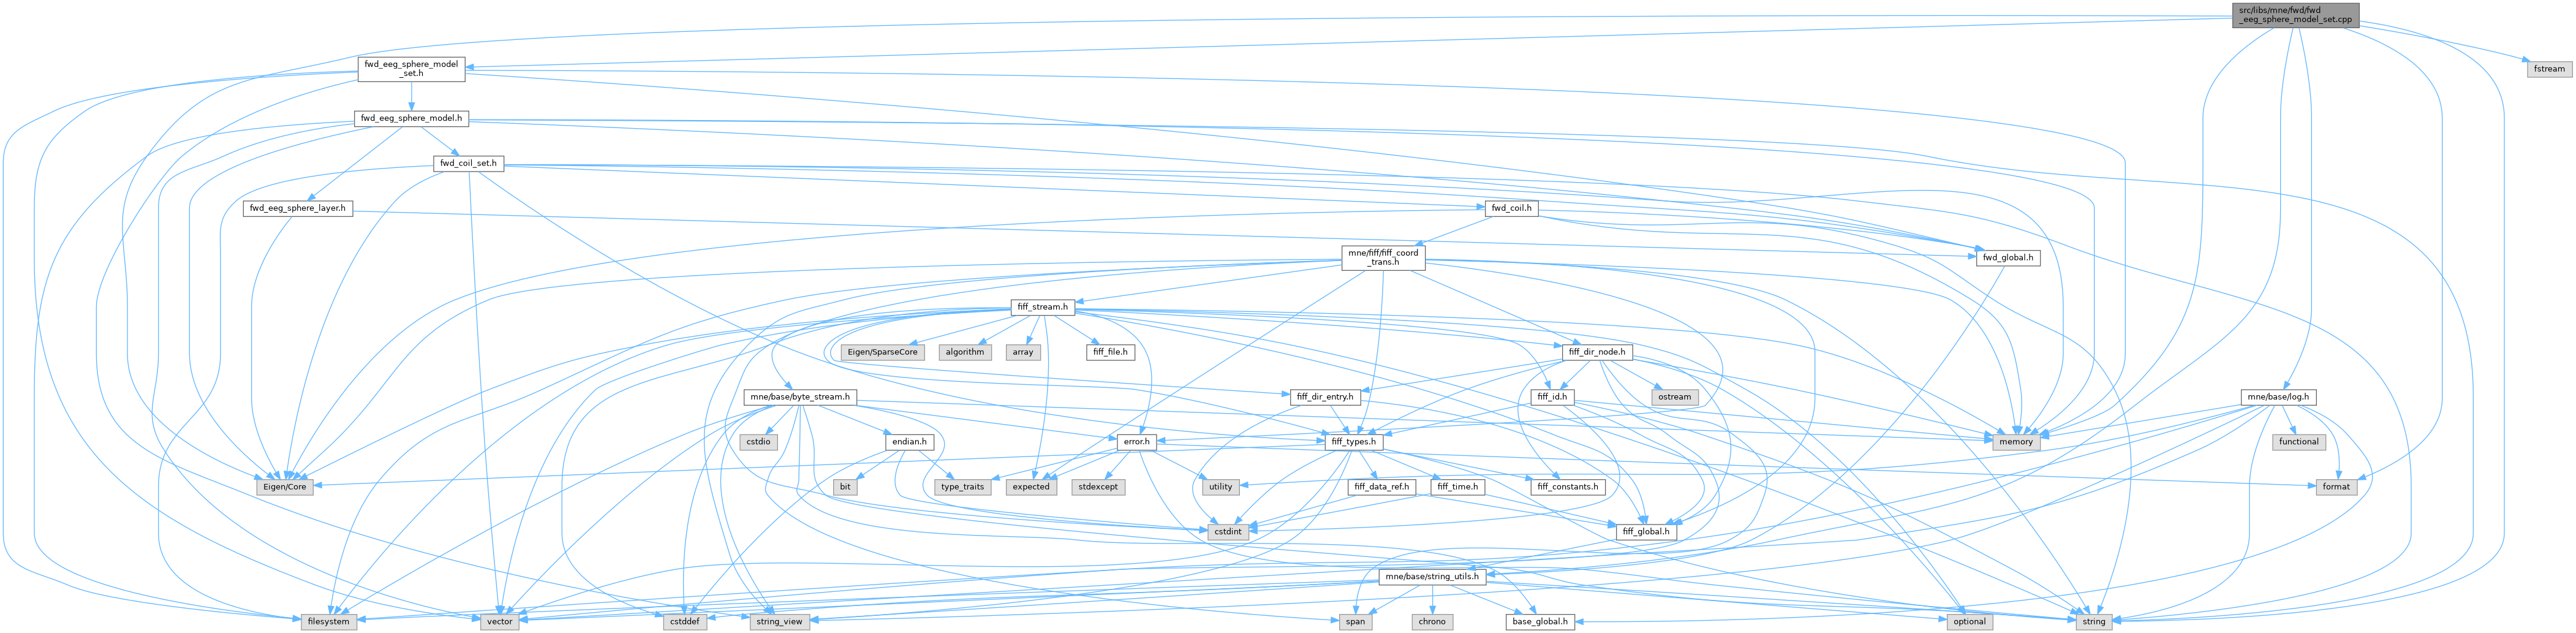 src/libs/mne/fwd/fwd
_eeg_sphere_model_set.cpp
fwd_eeg_sphere_model
_set.h
fstream
fwd_eeg_sphere_model.h
fwd_coil_set.h
fwd_eeg_sphere_layer.h
fwd_coil.h
mne/fiff/fiff_coord
_trans.h
fwd_global.h
fiff_stream.h
Eigen/SparseCore
algorithm
array
fiff_file.h
fiff_dir_node.h
mne/base/byte_stream.h
fiff_dir_entry.h
fiff_id.h
ostream
mne/base/log.h
cstdio
endian.h
error.h
fiff_types.h
memory
functional
Eigen/Core
bit
type_traits
expected
stdexcept
utility
fiff_data_ref.h
fiff_time.h
fiff_constants.h
format
cstdint
fiff_global.h
mne/base/string_utils.h
filesystem
vector
cstddef
string_view
span
chrono
base_global.h
optional
string